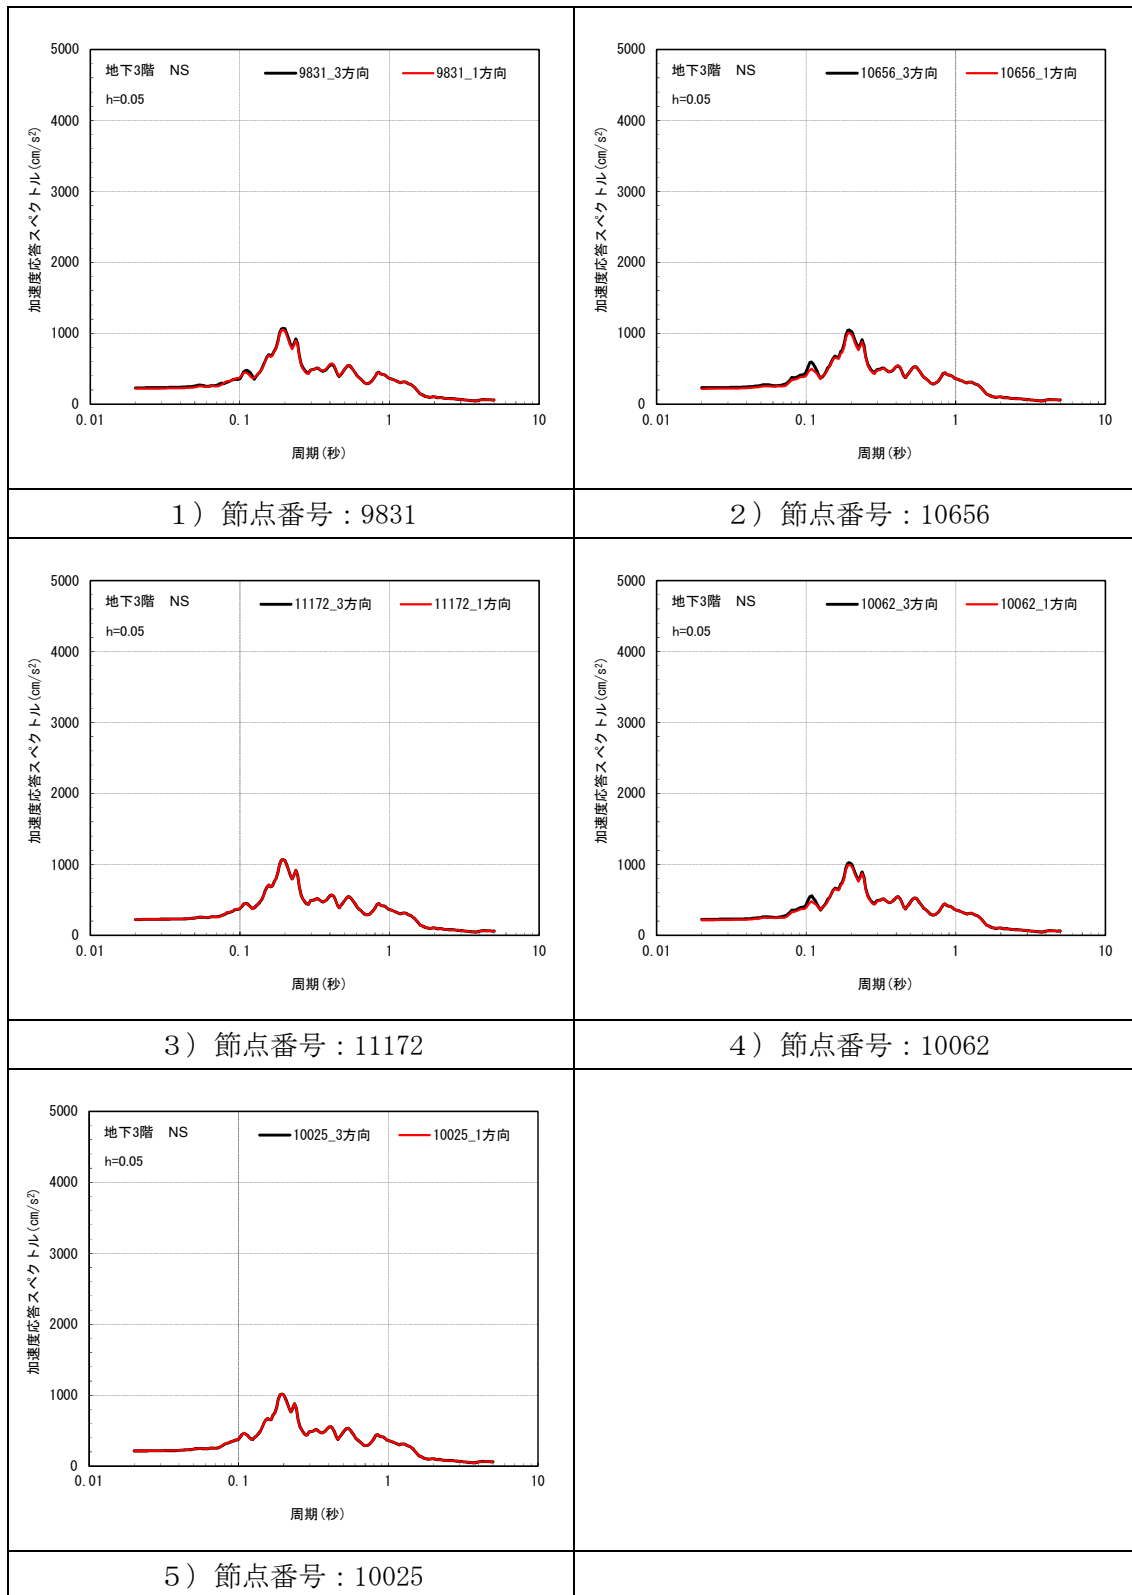 地下3階 NS
9831_3方向
9831_1方向
h=0.05
5000
4000
3000
2000
1000
0
0.01
0.1
1
10
加速度応答スペクトル(cm/s²)
周期(秒)
1）節点番号：9831
地下3階 NS
10656_3方向
10656_1方向
h=0.05
5000
4000
3000
2000
1000
0
0.01
0.1
1
10
加速度応答スペクトル(cm/s²)
周期(秒)
2）節点番号：10656
地下3階 NS
11172_3方向
11172_1方向
h=0.05
5000
4000
3000
2000
1000
0
0.01
0.1
1
10
加速度応答スペクトル(cm/s²)
周期(秒)
3）節点番号：11172
地下3階 NS
10062_3方向
10062_1方向
h=0.05
5000
4000
3000
2000
1000
0
0.01
0.1
1
10
加速度応答スペクトル(cm/s²)
周期(秒)
4）節点番号：10062
地下3階 NS
10025_3方向
10025_1方向
h=0.05
5000
4000
3000
2000
1000
0
0.01
0.1
1
10
加速度応答スペクトル(cm/s²)
周期(秒)
5）節点番号：10025